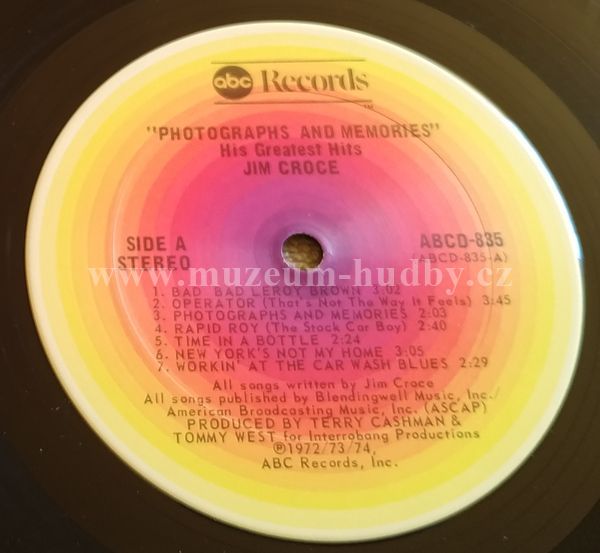 abc Records
TM
"PHOTOGRAPHS AND MEMORIES"
His Greatest Hits
JIM CROCE
SIDE A
STEREO
ABCD-835
(ABCD-835-A)
www.muzeum-hudby.cz
1. BAD BAD LEROY BROWN 3:02
2. OPERATOR (That's Not The Way It Feels) 3:45
3. PHOTOGRAPHS AND MEMORIES 2:03
4. RAPID ROY (The Stock Car Boy) 2:40
5. TIME IN A BOTTLE 2:24
6. NEW YORK'S NOT MY HOME 3:05
7. WORKIN' AT THE CAR WASH BLUES 2:29
All songs written by Jim Croce
All songs published by Blendingwell Music, Inc./
American Broadcasting Music, Inc. (ASCAP)
PRODUCED BY TERRY CASHMAN &
TOMMY WEST for Interrobang Productions
℗1972/73/74,
ABC Records, Inc.